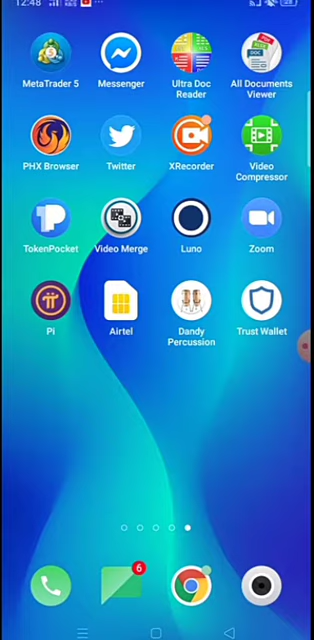 12:48
MetaTrader 5
Messenger
Ultra Doc
Reader
All Documents
Viewer
PHX Browser
Twitter
XRecorder
Video
Compressor
TokenPocket
Video Merge
Luno
Zoom
Pi
Airtel
Dandy
Percussion
Trust Wallet
6